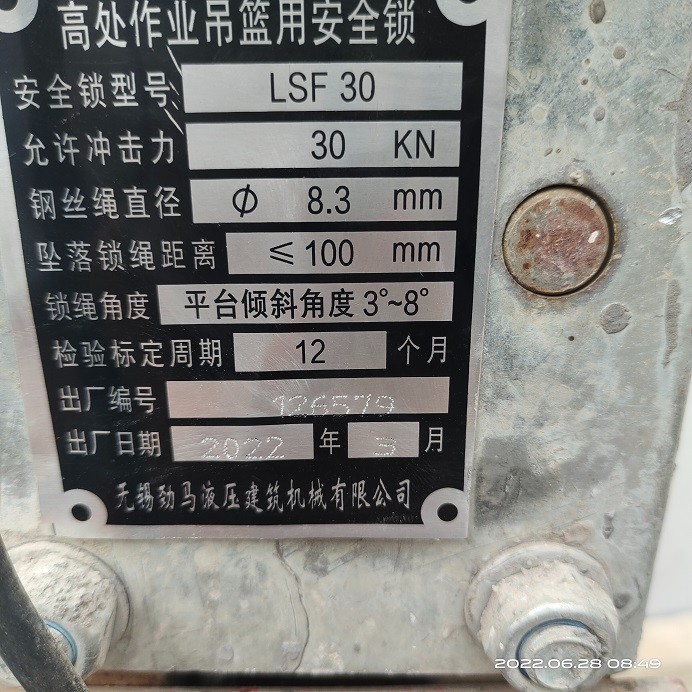 高处作业吊篮用安全锁
安全锁型号 LSF 30
允许冲击力 30 KN
钢丝绳直径 Φ 8.3 mm
坠落锁绳距离 ≤100 mm
锁绳角度 平台倾斜角度 3°~8°
检验标定周期 12 个月
出厂编号 126579
出厂日期 2022 年 3 月
无锡劲马液压建筑机械有限公司
2022.06.28 08:49